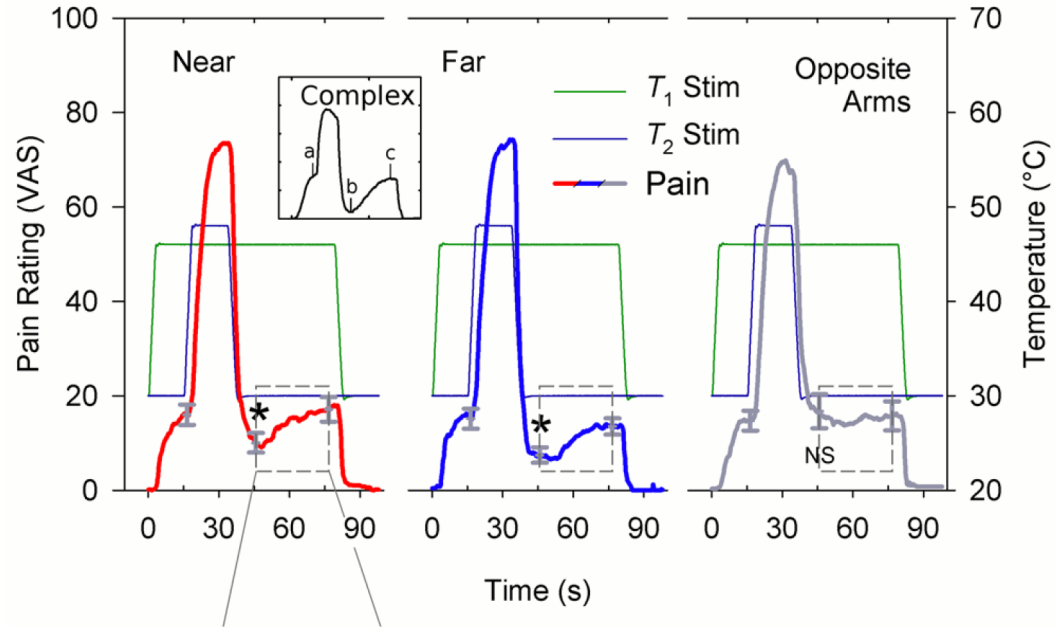 100
80
60
40
20
0
Pain Rating (VAS)
Near
Complex
a
b
c
*
Far
*
T1 Stim
T2 Stim
Pain
Opposite
Arms
NS
70
60
50
40
30
20
Temperature (°C)
0 30 60 90 0 30 60 90 0 30 60 90
Time (s)